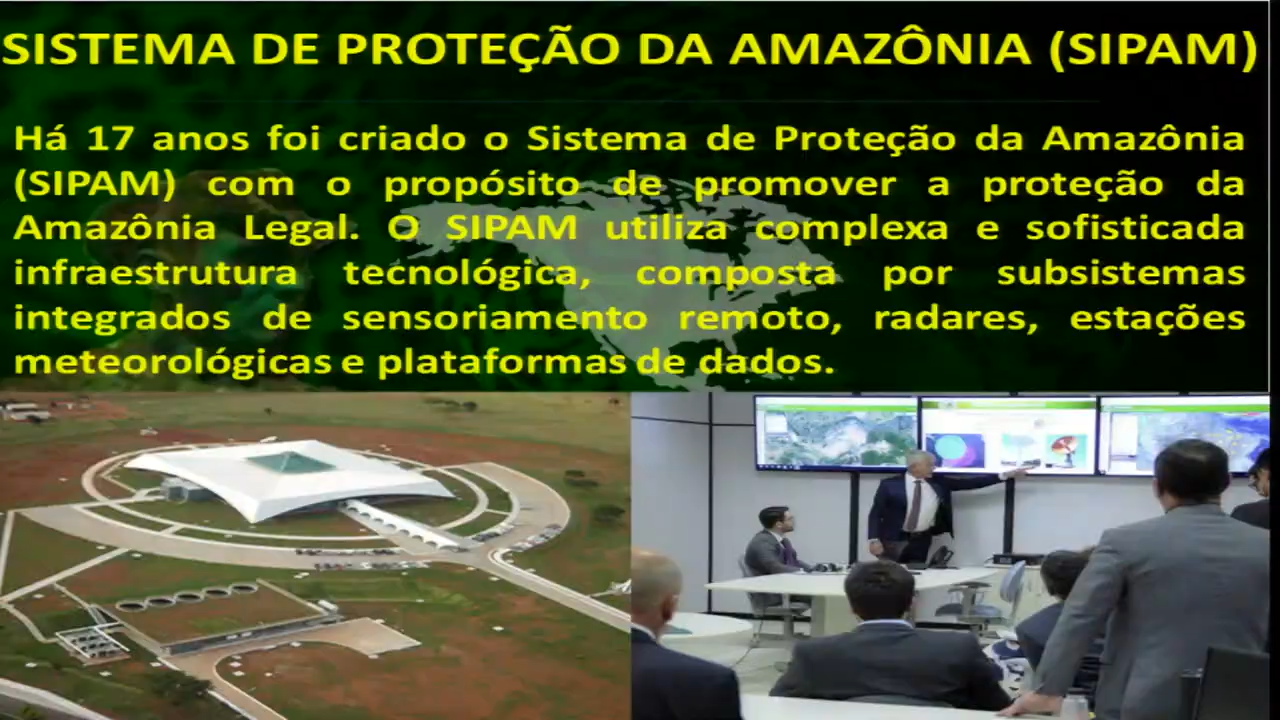 SISTEMA DE PROTEÇÃO DA AMAZÔNIA (SIPAM)
Há 17 anos foi criado o Sistema de Proteção da Amazônia
(SIPAM) com o propósito de promover a proteção da
Amazônia Legal. O SIPAM utiliza complexa e sofisticada
infraestrutura tecnológica, composta por subsistemas
integrados de sensoriamento remoto, radares, estações
meteorológicas e plataformas de dados.